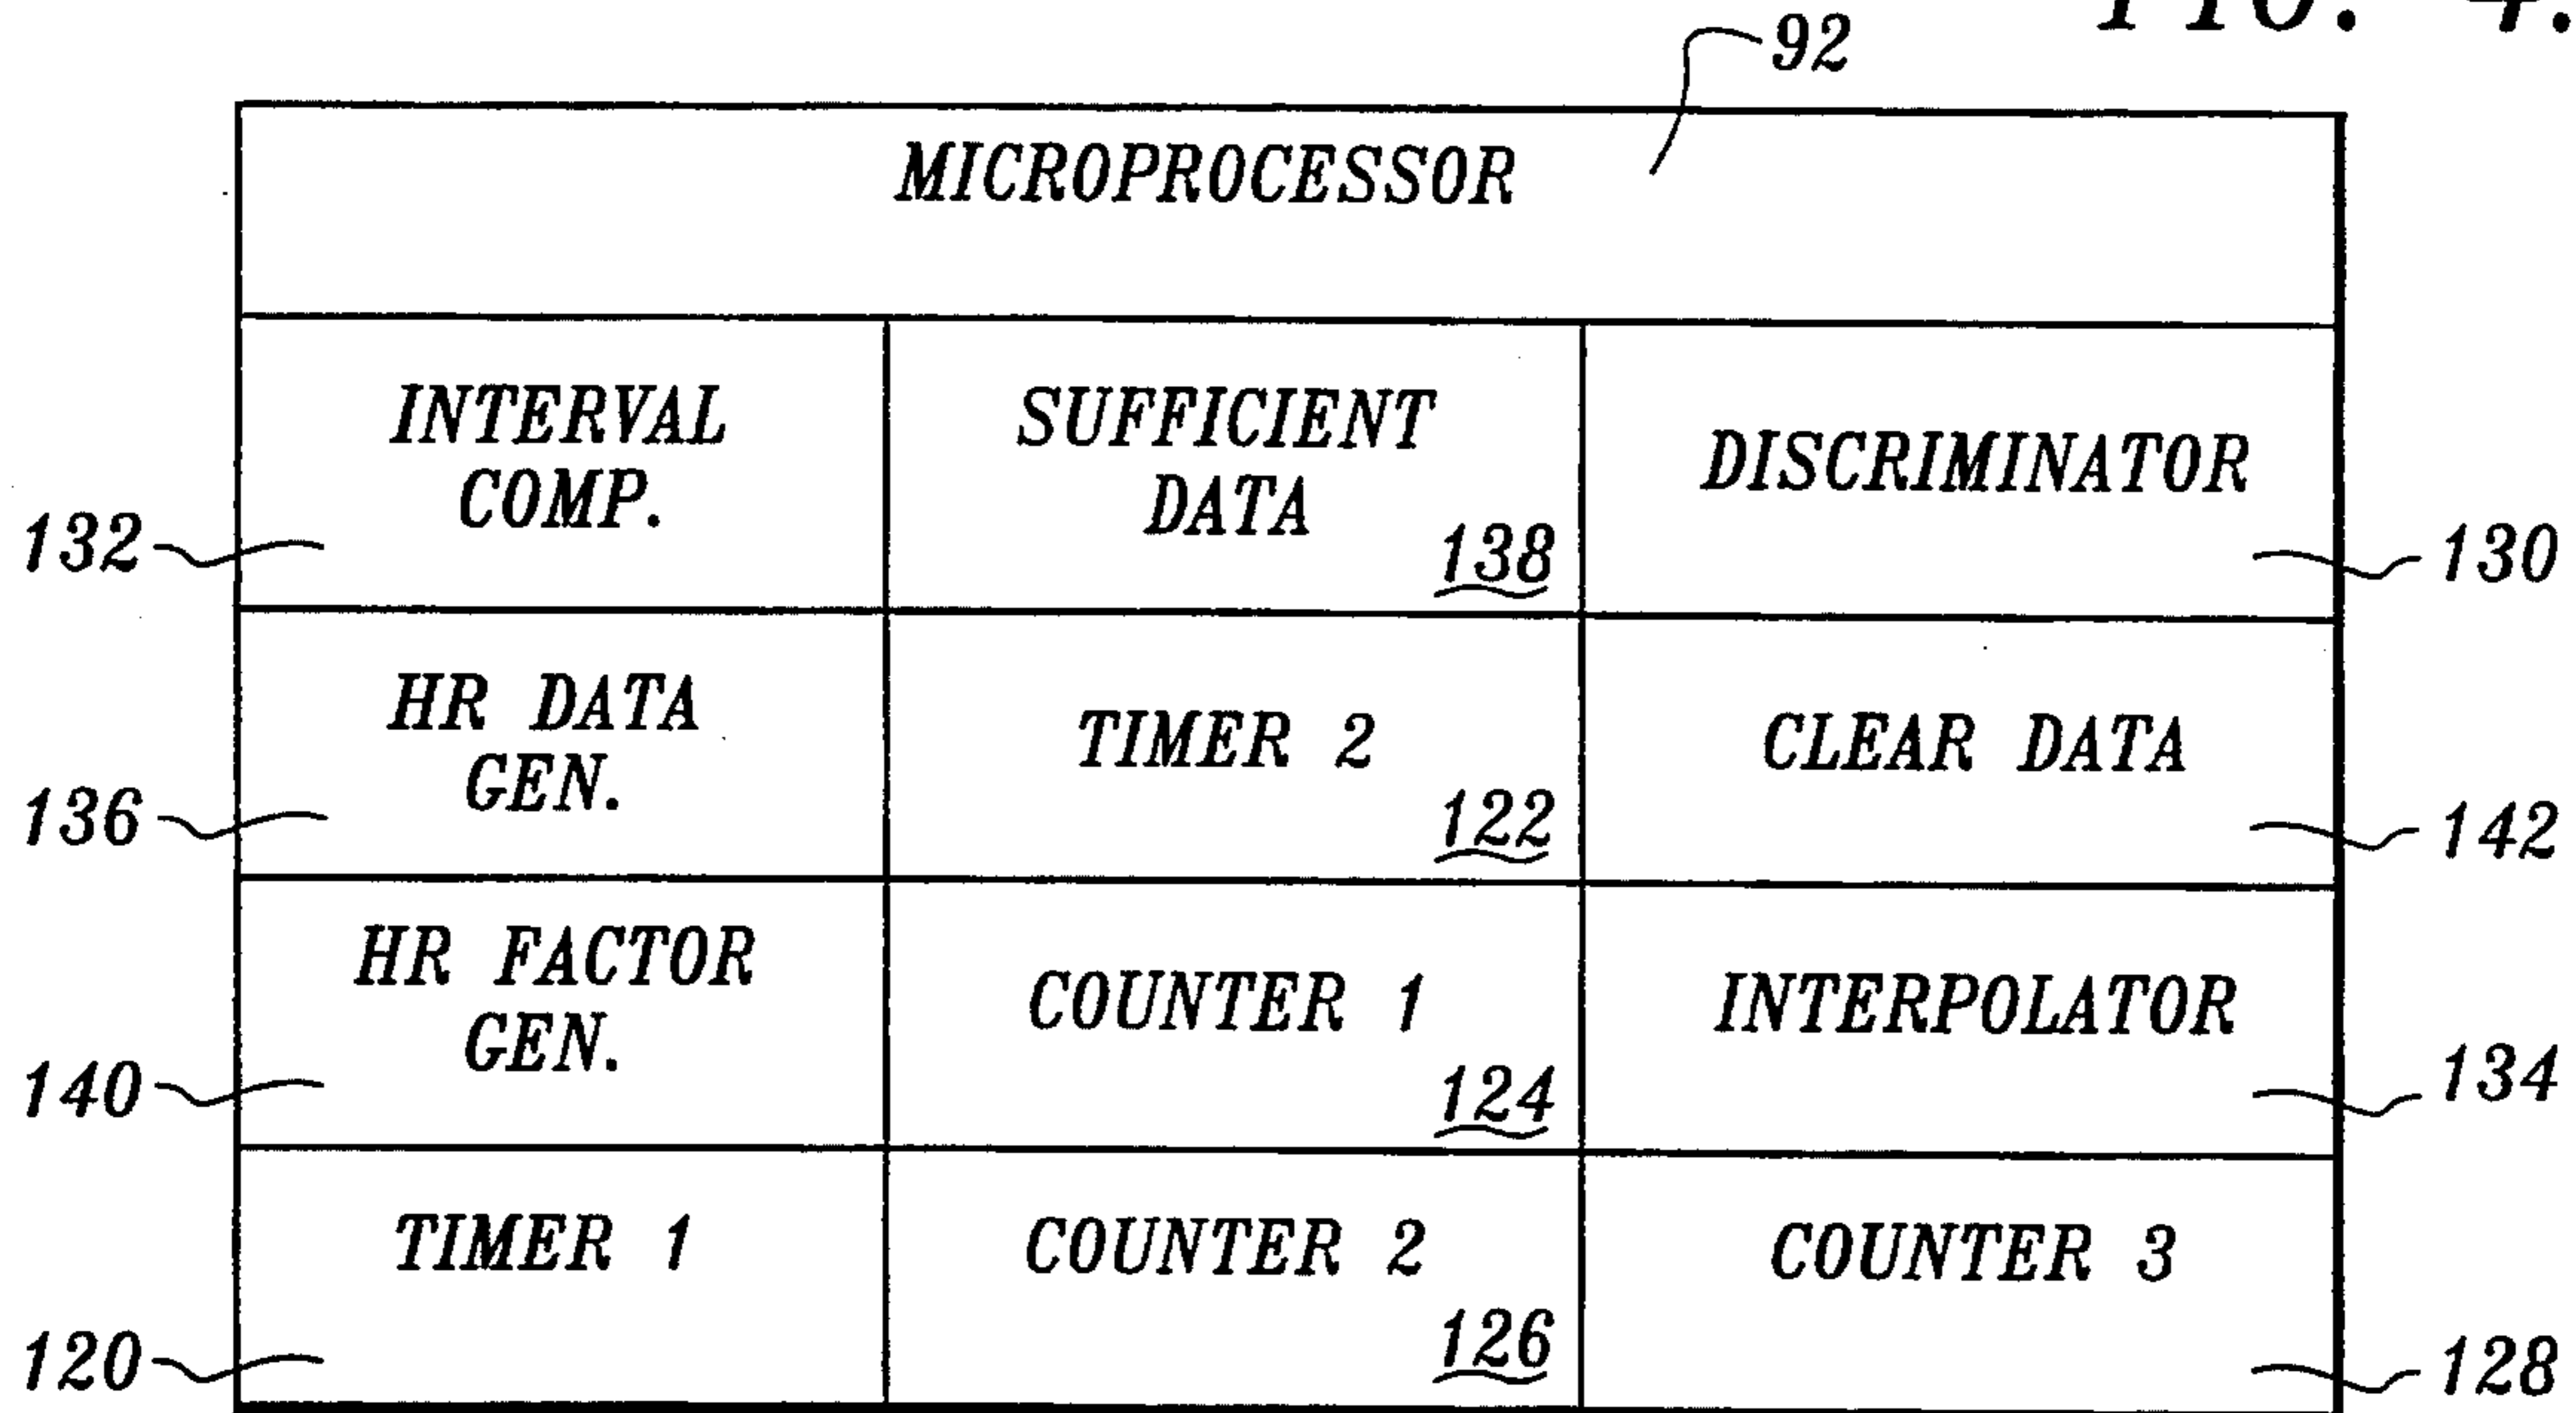 FIG. 4.
92
MICROPROCESSOR
INTERVAL
COMP.
132
SUFFICIENT
DATA
138
DISCRIMINATOR
130
HR DATA
GEN.
136
TIMER 2
122
CLEAR DATA
142
HR FACTOR
GEN.
140
COUNTER 1
124
INTERPOLATOR
134
TIMER 1
120
COUNTER 2
126
COUNTER 3
128